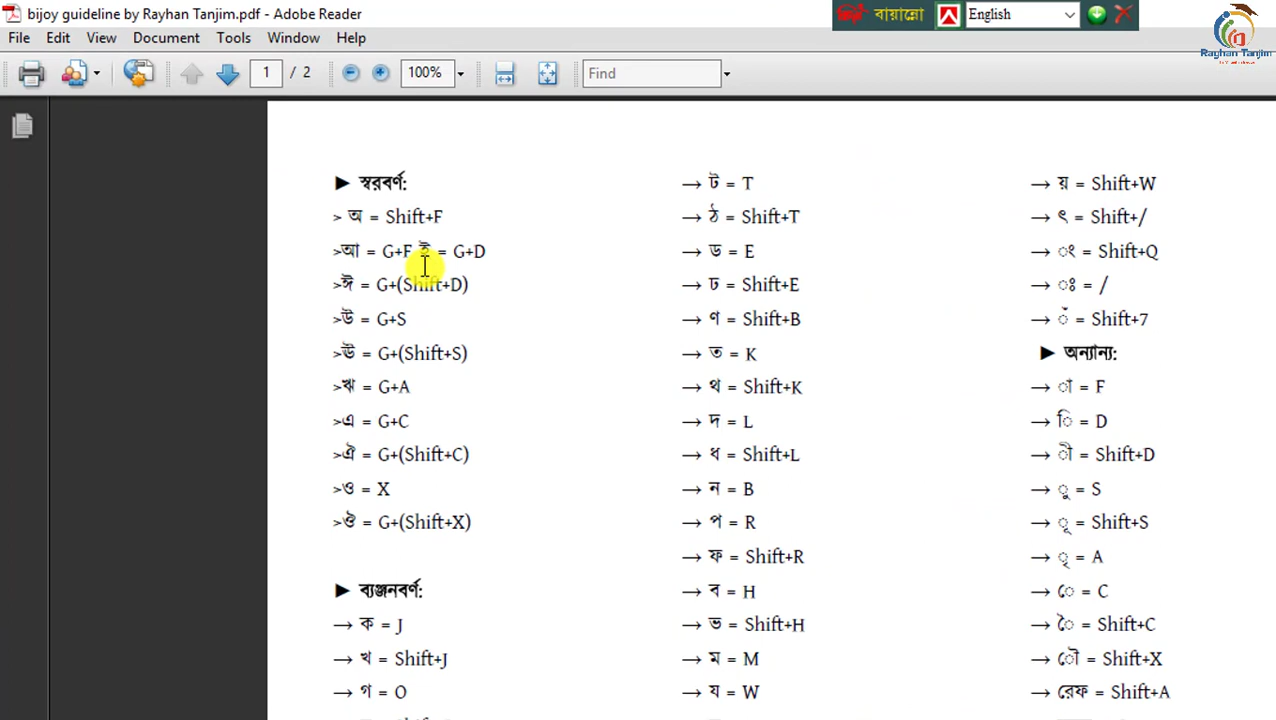 bijoy guideline by Rayhan Tanjim.pdf - Adobe Reader
বায়ান্নো
English
File Edit View Document Tools Window Help
Rayhan Tanjim
1 / 2
100%
Find
► স্বরবর্ণ:
> অ = Shift+F
>আ = G+F ই = G+D
>ঈ = G+(Shift+D)
>উ = G+S
>ঊ = G+(Shift+S)
>ঋ = G+A
>এ = G+C
>ঐ = G+(Shift+C)
>ও = X
>ঔ = G+(Shift+X)
► ব্যঞ্জনবর্ণ:
→ ক = J
→ খ = Shift+J
→ গ = O
→ ট = T
→ ঠ = Shift+T
→ ড = E
→ ঢ = Shift+E
→ ণ = Shift+B
→ ত = K
→ থ = Shift+K
→ দ = L
→ ধ = Shift+L
→ ন = B
→ প = R
→ ফ = Shift+R
→ ব = H
→ ভ = Shift+H
→ ম = M
→ য = W
→ য় = Shift+W
→ ৎ = Shift+/
→ ং = Shift+Q
→ ঃ = /
→ ঁ = Shift+7
► অন্যান্য:
→ া = F
→ ি = D
→ ী = Shift+D
→ ু = S
→ ূ = Shift+S
→ ৃ = A
→ ে = C
→ ৈ = Shift+C
→ ৌ = Shift+X
→ রেফ = Shift+A